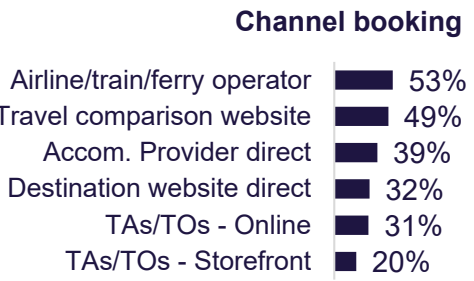 Channel booking
Airline/train/ferry operator 53%
Travel comparison website 49%
Accom. Provider direct 39%
Destination website direct 32%
TAs/TOs - Online 31%
TAs/TOs - Storefront 20%